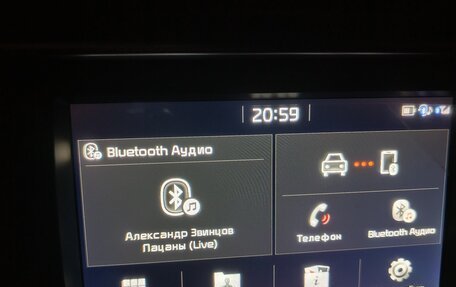 20:59
Bluetooth Аудио
Александр Звинцов
Пацаны (Live)
Телефон
Bluetooth Аудио